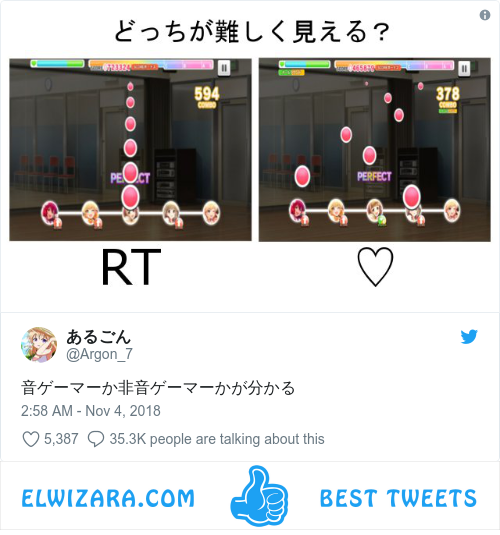 どっちが難しく見える？
594
COMBO
PERFECT
378
COMBO
PERFECT
RT
♡
あるごん
@Argon_7
音ゲーマーか非音ゲーマーかが分かる
2:58 AM - Nov 4, 2018
5,387
35.3K people are talking about this
ELWIZARA.COM
BEST TWEETS